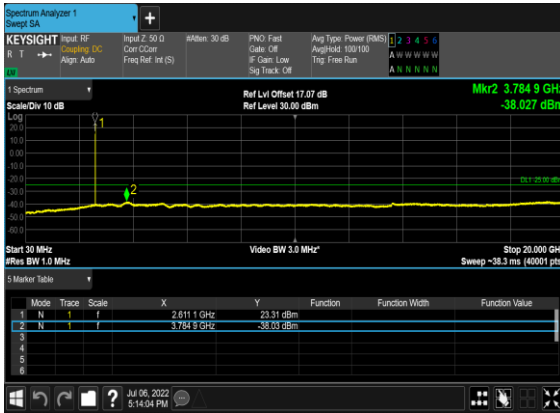 Spectrum Analyzer 1
Swept SA
+
KEYSIGHT
R T
Input: RF
Coupling: DC
Align: Auto
Input Z: 50 Ω
Corr CCorr
Freq Ref: Int (S)
#Atten: 30 dB
PNO: Fast
Gate: Off
IF Gain: Low
Sig Track: Off
Avg Type: Power (RMS)
Avg|Hold: 100/100
Trig: Free Run
1 2 3 4 5 6
A W W W W W
A N N N N N
1 Spectrum
Scale/Div 10 dB
Ref Lvl Offset 17.07 dB
Ref Level 30.00 dBm
Mkr2 3.784 9 GHz
-38.027 dBm
Log
20.0
10.0
0.00
-10.0
-20.0
-30.0
-40.0
-50.0
-60.0
1
2
DL1 -25.00 dBm
Start 30 MHz
#Res BW 1.0 MHz
Video BW 3.0 MHz*
Stop 20.000 GH
Sweep ~38.3 ms (40001 pts
5 Marker Table
Mode Trace Scale X Y Function Function Width Function Value
1 N 1 f 2.611 1 GHz 23.31 dBm
2 N 1 f 3.784 9 GHz -38.03 dBm
3
4
5
6
?
Jul 06, 2022
5:14:04 PM